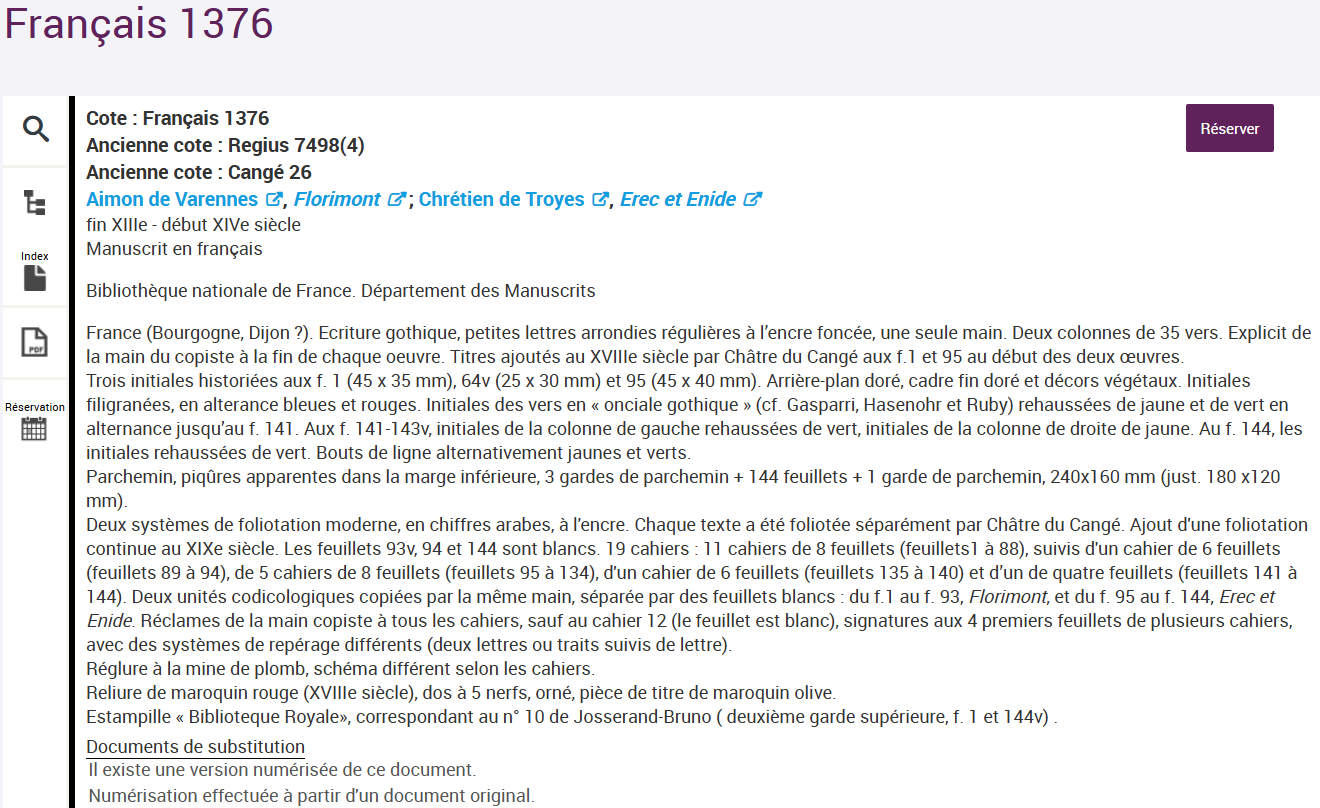 Français 1376
Cote : Français 1376
Réserver
Ancienne cote : Regius 7498(4)
Ancienne cote : Cangé 26
Aimon de Varennes , Florimont ; Chrétien de Troyes , Erec et Enide
fin XIIIe - début XIVe siècle
Manuscrit en français
Index
Bibliothèque nationale de France. Département des Manuscrits
PDF
Réservation
France (Bourgogne, Dijon ?). Ecriture gothique, petites lettres arrondies régulières à l’encre foncée, une seule main. Deux colonnes de 35 vers. Explicit de
la main du copiste à la fin de chaque oeuvre. Titres ajoutés au XVIIIe siècle par Châtre du Cangé aux f.1 et 95 au début des deux œuvres.
Trois initiales historiées aux f. 1 (45 x 35 mm), 64v (25 x 30 mm) et 95 (45 x 40 mm). Arrière-plan doré, cadre fin doré et décors végétaux. Initiales
filigranées, en alterance bleues et rouges. Initiales des vers en « onciale gothique » (cf. Gasparri, Hasenohr et Ruby) rehaussées de jaune et de vert en
alternance jusqu’au f. 141. Aux f. 141-143v, initiales de la colonne de gauche rehaussées de vert, initiales de la colonne de droite de jaune. Au f. 144, les
initiales rehaussées de vert. Bouts de ligne alternativement jaunes et verts.
Parchemin, piqûres apparentes dans la marge inférieure, 3 gardes de parchemin + 144 feuillets + 1 garde de parchemin, 240x160 mm (just. 180 x120
mm).
Deux systèmes de foliotation moderne, en chiffres arabes, à l'encre. Chaque texte a été foliotée séparément par Châtre du Cangé. Ajout d'une foliotation
continue au XIXe siècle. Les feuillets 93v, 94 et 144 sont blancs. 19 cahiers : 11 cahiers de 8 feuillets (feuillets1 à 88), suivis d'un cahier de 6 feuillets
(feuillets 89 à 94), de 5 cahiers de 8 feuillets (feuillets 95 à 134), d'un cahier de 6 feuillets (feuillets 135 à 140) et d’un de quatre feuillets (feuillets 141 à
144). Deux unités codicologiques copiées par la même main, séparée par des feuillets blancs : du f.1 au f. 93, Florimont, et du f. 95 au f. 144, Erec et
Enide. Réclames de la main copiste à tous les cahiers, sauf au cahier 12 (le feuillet est blanc), signatures aux 4 premiers feuillets de plusieurs cahiers,
avec des systèmes de repérage différents (deux lettres ou traits suivis de lettre).
Réglure à la mine de plomb, schéma différent selon les cahiers.
Reliure de maroquin rouge (XVIIIe siècle), dos à 5 nerfs, orné, pièce de titre de maroquin olive.
Estampille « Biblioteque Royale», correspondant au n° 10 de Josserand-Bruno ( deuxième garde supérieure, f. 1 et 144v) .
Documents de substitution
Il existe une version numérisée de ce document.
Numérisation effectuée à partir d'un document original.